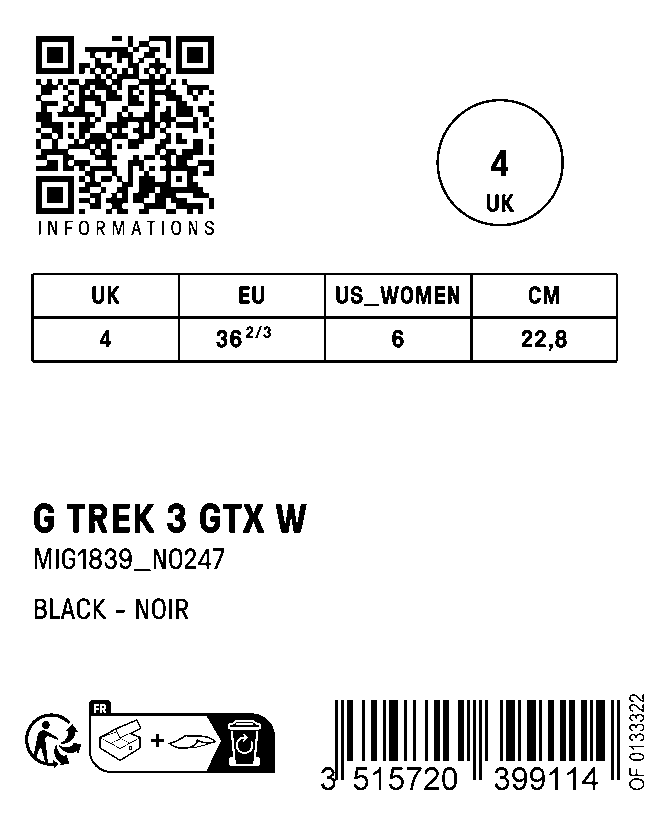 INFORMATIONS
4
UK
UK EU US_WOMEN CM
4 36 2/3 6 22,8
G TREK 3 GTX W
MIG1839_N0247
BLACK - NOIR
FR
3 515720 399114
OF 0133322